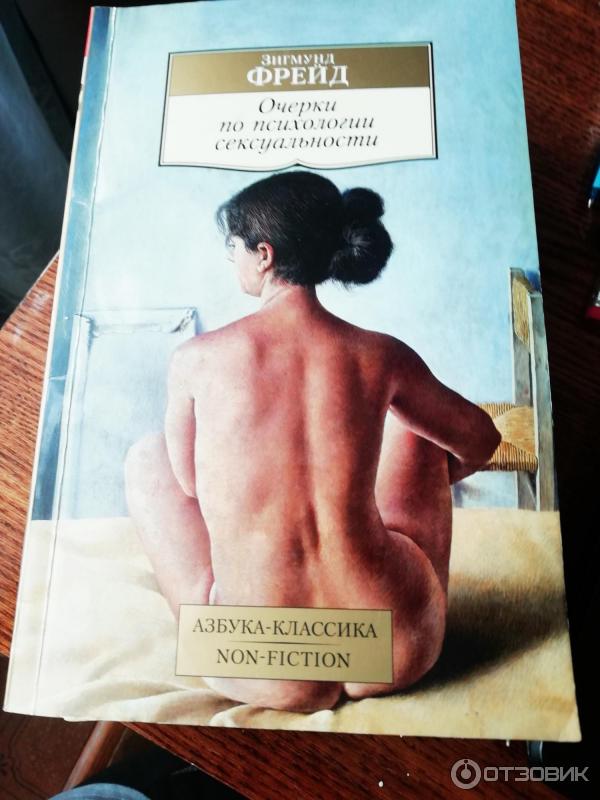 Зигмунд
ФРЕЙД
Очерки
по психологии
сексуальности
АЗБУКА-КЛАССИКА
NON-FICTION
ОТЗОВИК